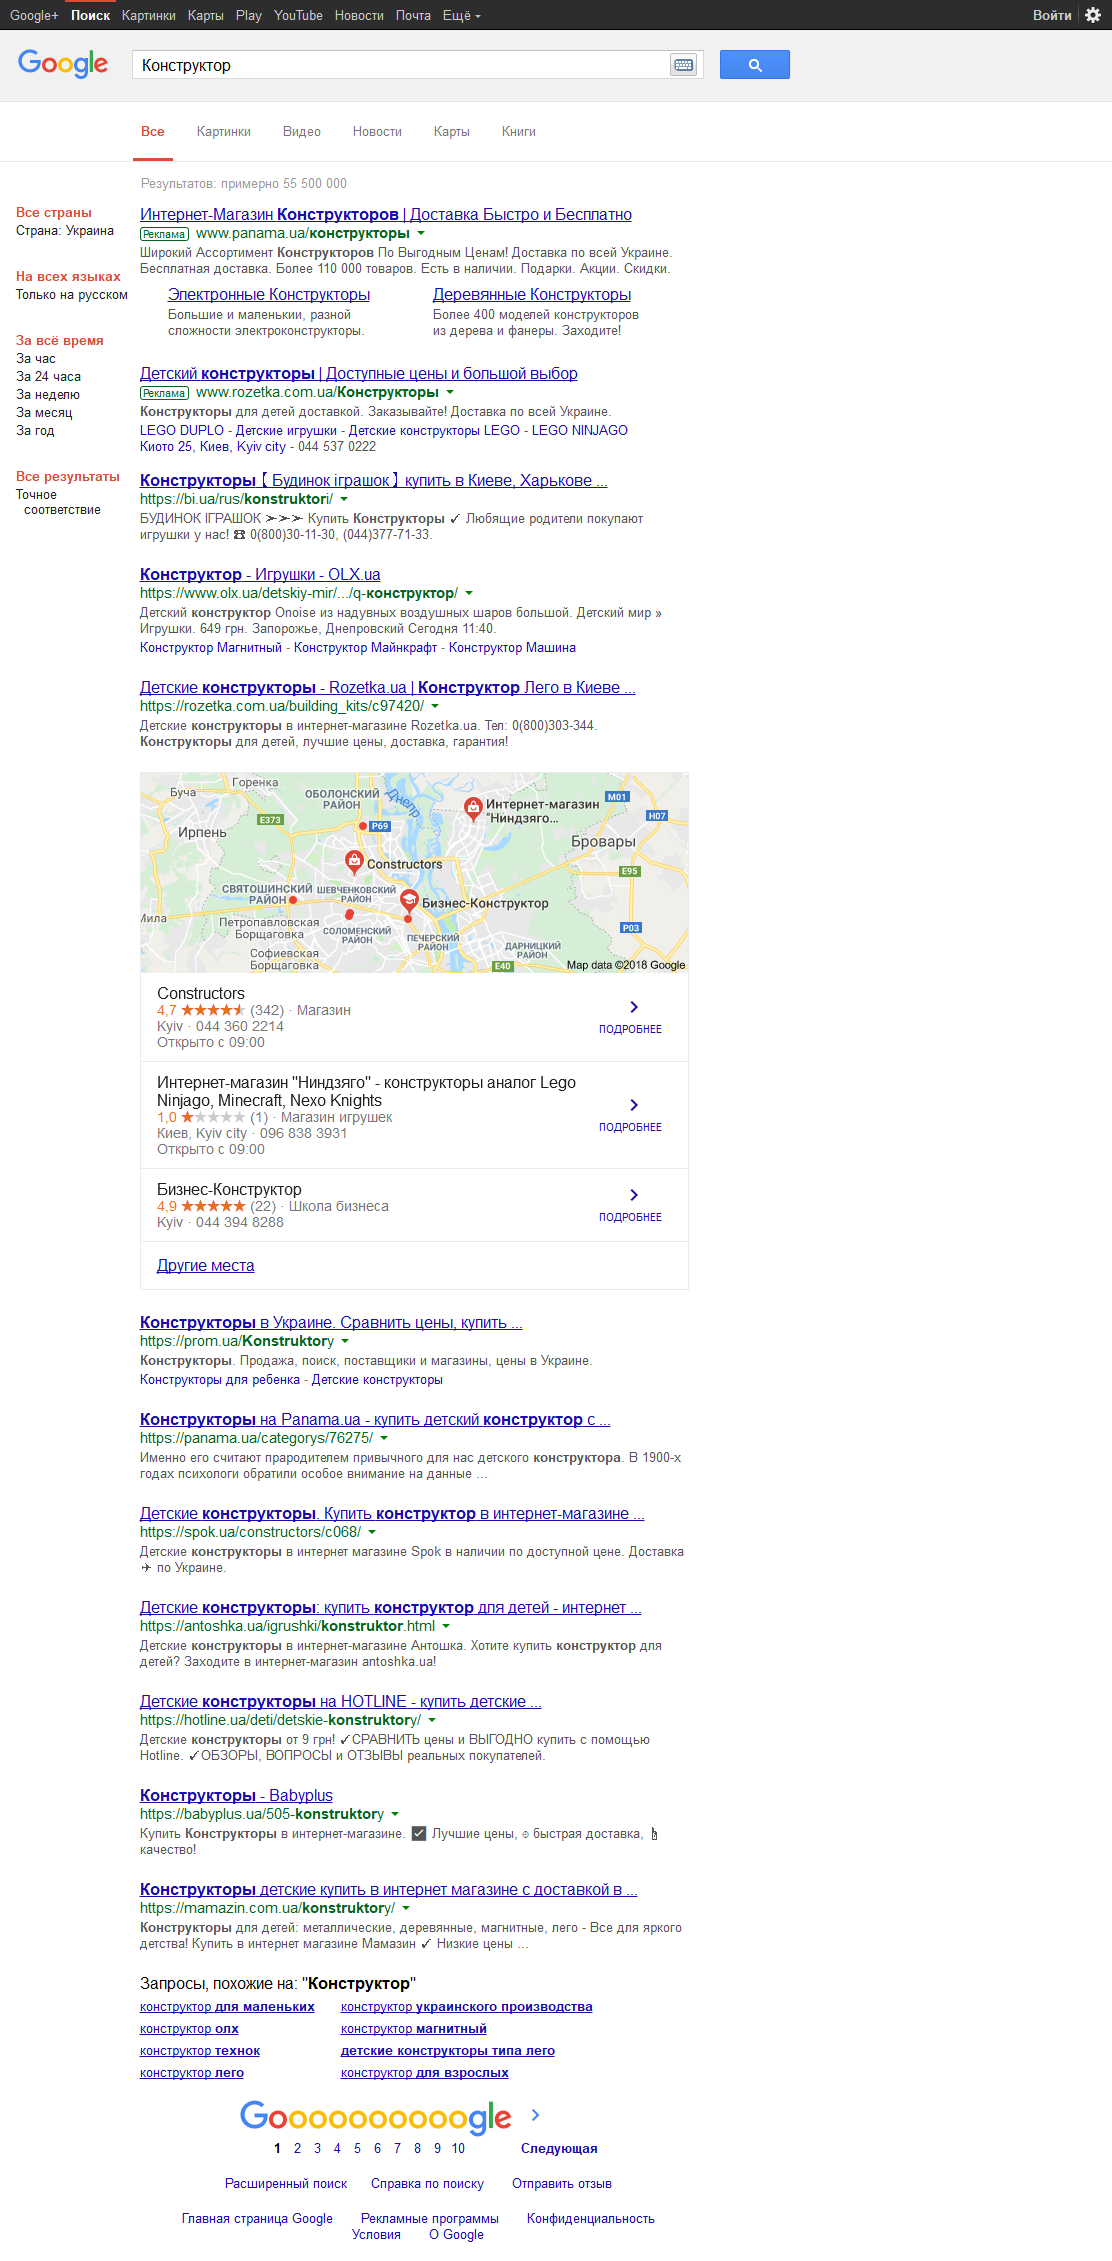 Google+ Поиск Картинки Карты Play YouTube Новости Почта Ещё Войти
Google Конструктор
Все Картинки Видео Новости Карты Книги
Результатов: примерно 55 500 000
Все страны
Страна: Украина
На всех языках
Только на русском
За всё время
За час
За 24 часа
За неделю
За месяц
За год
Все результаты
Точное
соответствие
Интернет-Магазин Конструкторов | Доставка Быстро и Бесплатно
Реклама www.panama.ua/конструкторы
Широкий Ассортимент Конструкторов По Выгодным Ценам! Доставка по всей Украине.
Бесплатная доставка. Более 110 000 товаров. Есть в наличии. Подарки. Акции. Скидки.
Электронные Конструкторы
Большие и маленькии, разной
сложности электроконструкторы.
Деревянные Конструкторы
Более 400 моделей конструкторов
из дерева и фанеры. Заходите!
Детский конструкторы | Доступные цены и большой выбор
Реклама www.rozetka.com.ua/Конструкторы
Конструкторы для детей доставкой. Заказывайте! Доставка по всей Украине.
LEGO DUPLO - Детские игрушки - Детские конструкторы LEGO - LEGO NINJAGO
Киото 25, Киев, Kyiv city - 044 537 0222
Конструкторы【 Будинок іграшок 】купить в Киеве, Харькове ...
https://bi.ua/rus/konstruktori/
БУДИНОК ІГРАШОК ➣➣➣ Купить Конструкторы ✓ Любящие родители покупают
игрушки у нас! ☎ 0(800)30-11-30, (044)377-71-33.
Конструктор - Игрушки - OLX.ua
https://www.olx.ua/detskiy-mir/.../q-конструктор/
Детский конструктор Onoise из надувных воздушных шаров большой. Детский мир »
Игрушки. 649 грн. Запорожье, Днепровский Сегодня 11:40.
Конструктор Магнитный - Конструктор Майнкрафт - Конструктор Машина
Детские конструкторы - Rozetka.ua | Конструктор Лего в Киеве ...
https://rozetka.com.ua/building_kits/c97420/
Детские конструкторы в интернет-магазине Rozetka.ua. Тел: 0(800)303-344.
Конструкторы для детей, лучшие цены, доставка, гарантия!
Горенка
Буча
ОБОЛОНСКИЙ
РАЙОН
Днепр
M01
Интернет-магазин
"Ниндзяго...
H07
E373
P69
Ирпень
Бровары
Constructors
E95
СВЯТОШИНСКИЙ
РАЙОН
ШЕВЧЕНКОВСКИЙ
РАЙОН
Бизнес-Конструктор
Мила
Петропавловская
Борщаговка
P03
СОЛОМЕНСКИЙ
РАЙОН
ПЕЧЕРСКИЙ
РАЙОН
ДАРНИЦКИЙ
РАЙОН
Софиевская
Борщаговка
E40
Map data ©2018 Google
Constructors
4,7 (342) · Магазин
Kyiv · 044 360 2214
Открыто с 09:00
ПОДРОБНЕЕ
Интернет-магазин "Ниндзяго" - конструкторы аналог Lego
Ninjago, Minecraft, Nexo Knights
1,0 (1) · Магазин игрушек
Киев, Kyiv city · 096 838 3931
Открыто с 09:00
ПОДРОБНЕЕ
Бизнес-Конструктор
4,9 (22) · Школа бизнеса
Kyiv · 044 394 8288
ПОДРОБНЕЕ
Другие места
Конструкторы в Украине. Сравнить цены, купить ...
https://prom.ua/Konstruktory
Конструкторы. Продажа, поиск, поставщики и магазины, цены в Украине.
Конструкторы для ребенка - Детские конструкторы
Конструкторы на Panama.ua - купить детский конструктор с ...
https://panama.ua/categorys/76275/
Именно его считают прародителем привычного для нас детского конструктора. В 1900-х
годах психологи обратили особое внимание на данные ...
Детские конструкторы. Купить конструктор в интернет-магазине ...
https://spok.ua/constructors/c068/
Детские конструкторы в интернет магазине Spok в наличии по доступной цене. Доставка
✈ по Украине.
Детские конструкторы: купить конструктор для детей - интернет ...
https://antoshka.ua/igrushki/konstruktor.html
Детские конструкторы в интернет-магазине Антошка. Хотите купить конструктор для
детей? Заходите в интернет-магазин antoshka.ua!
Детские конструкторы на HOTLINE - купить детские ...
https://hotline.ua/deti/detskie-konstruktory/
Детские конструкторы от 9 грн! ✓СРАВНИТЬ цены и ВЫГОДНО купить с помощью
Hotline. ✓ОБЗОРЫ, ВОПРОСЫ и ОТЗЫВЫ реальных покупателей.
Конструкторы - Babyplus
https://babyplus.ua/505-konstruktory
Купить Конструкторы в интернет-магазине. ☑ Лучшие цены, быстрая доставка,
качество!
Конструкторы детские купить в интернет магазине с доставкой в ...
https://mamazin.com.ua/konstruktory/
Конструкторы для детей: металлические, деревянные, магнитные, лего - Все для яркого
детства! Купить в интернет магазине Мамазин ✓ Низкие цены ...
Запросы, похожие на: "Конструктор"
конструктор для маленьких конструктор украинского производства
конструктор олх конструктор магнитный
конструктор технок детские конструкторы типа лего
конструктор лего конструктор для взрослых
Goooooooooogle
1 2 3 4 5 6 7 8 9 10 Следующая
Расширенный поиск Справка по поиску Отправить отзыв
Главная страница Google Рекламные программы Конфиденциальность
Условия О Google